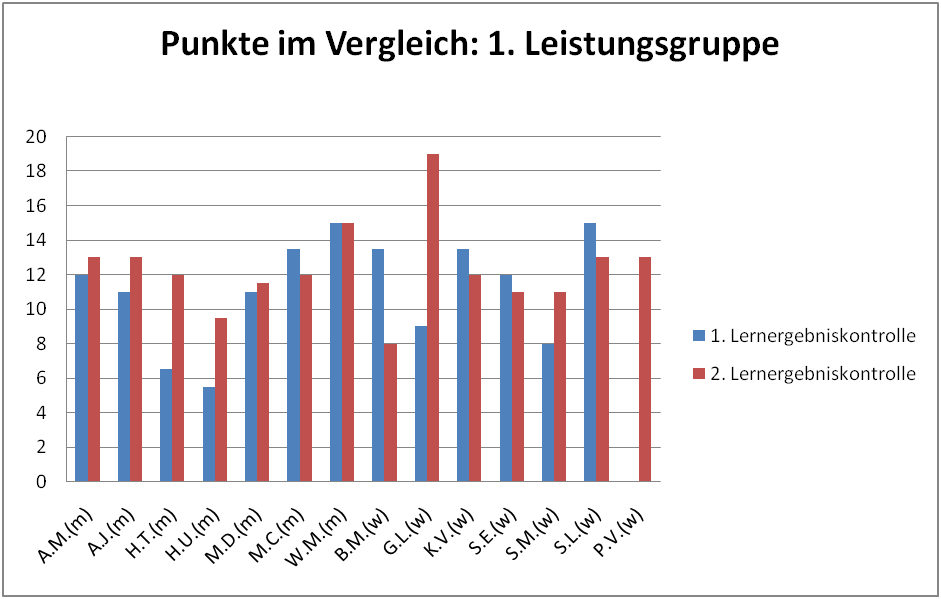 Punkte im Vergleich: 1. Leistungsgruppe
20
18
16
14
12
10
8
6
4
2
0
A.M.(m)
A.J.(m)
H.T.(m)
H.U.(m)
M.D.(m)
M.C.(m)
W.M.(m)
B.M.(w)
G.L.(w)
K.V.(w)
S.E.(w)
S.M.(w)
S.L.(w)
P.V.(w)
1. Lernergebniskontrolle
2. Lernergebniskontrolle